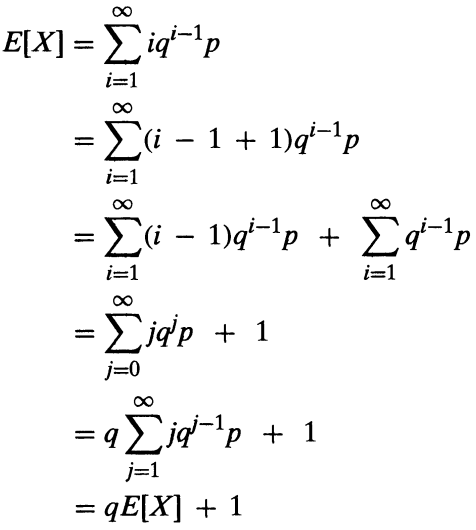 E[X] = ∑_{i=1}^{∞} iq^{i−1}p
= ∑_{i=1}^{∞} (i − 1 + 1)q^{i−1}p
= ∑_{i=1}^{∞} (i − 1)q^{i−1}p + ∑_{i=1}^{∞} q^{i−1}p
= ∑_{j=0}^{∞} jq^{j}p + 1
= q ∑_{j=1}^{∞} jq^{j−1}p + 1
= qE[X] + 1